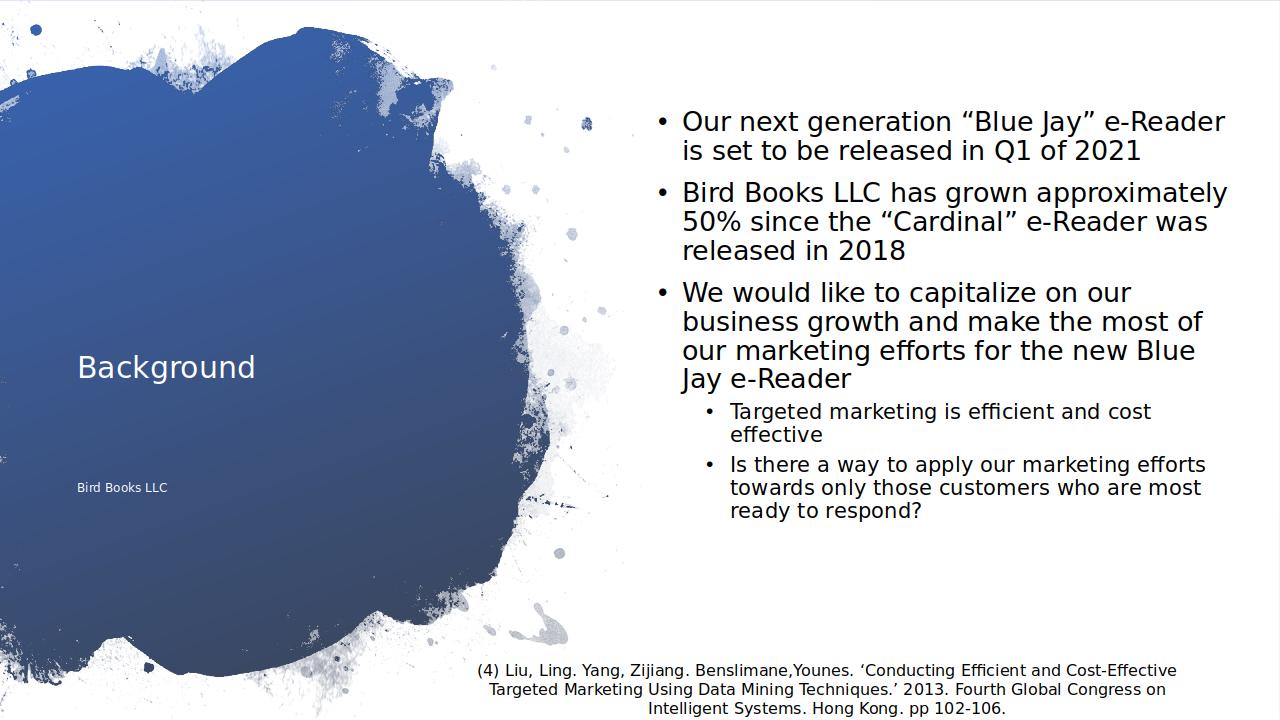 Background
Bird Books LLC
• Our next generation “Blue Jay” e-Reader
is set to be released in Q1 of 2021
• Bird Books LLC has grown approximately
50% since the “Cardinal” e-Reader was
released in 2018
• We would like to capitalize on our
business growth and make the most of
our marketing efforts for the new Blue
Jay e-Reader
• Targeted marketing is efficient and cost
effective
• Is there a way to apply our marketing efforts
towards only those customers who are most
ready to respond?
(4) Liu, Ling. Yang, Zijiang. Benslimane,Younes. ‘Conducting Efficient and Cost-Effective
Targeted Marketing Using Data Mining Techniques.’ 2013. Fourth Global Congress on
Intelligent Systems. Hong Kong. pp 102-106.